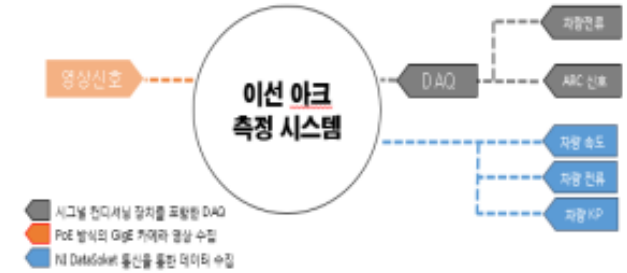 차량전류
영상신호
DAQ
ARC 신호
이선 아크
측정 시스템
차량 속도
차량 전류
차량 KP
시그널 컨디셔닝 장치를 포함한 DAQ
PoE 방식의 GigE 카메라 영상 수집
NI DataSoket 통신을 통한 데이터 수집